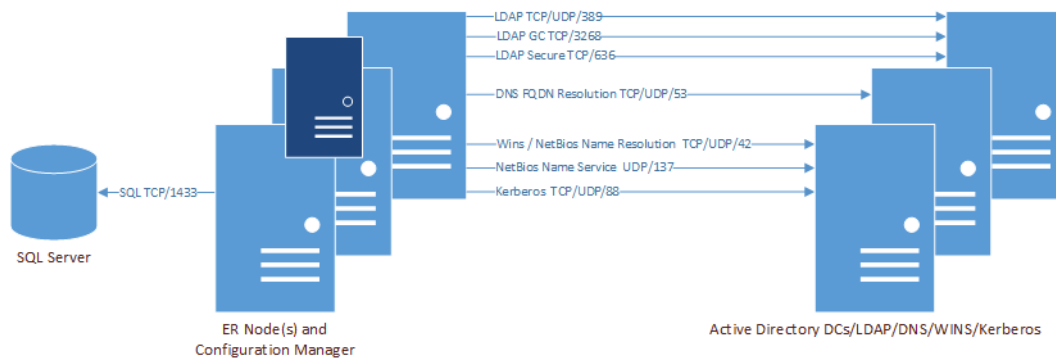 LDAP TCP/UDP/389
LDAP GC TCP/3268
LDAP Secure TCP/636
DNS FQDN Resolution TCP/UDP/53
Wins / NetBios Name Resolution TCP/UDP/42
NetBios Name Service UDP/137
Kerberos TCP/UDP/88
SQL TCP/1433
SQL Server
ER Node(s) and
Configuration Manager
Active Directory DCs/LDAP/DNS/WINS/Kerberos